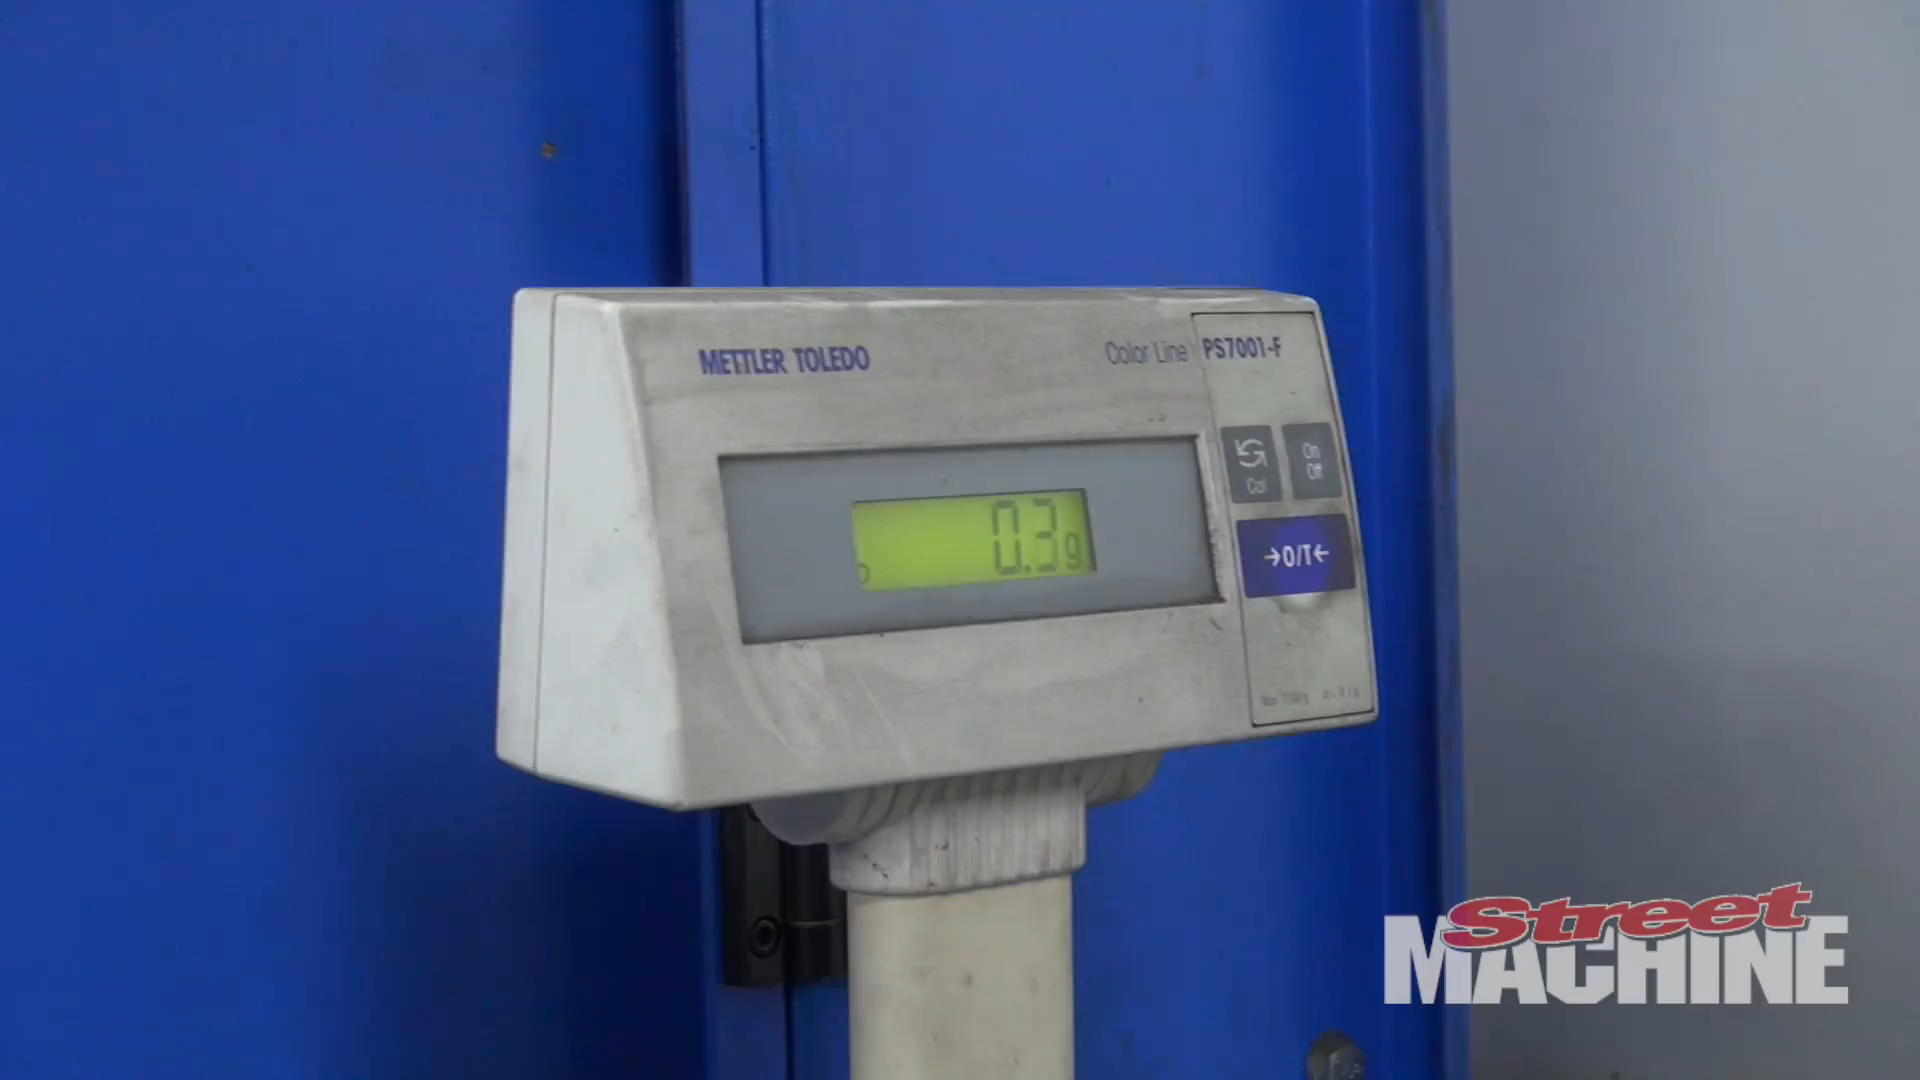 METTLER TOLEDO
Color Line PS7001-F
0.3g
Cal
On
Off
→0/T←
Street
MACHINE